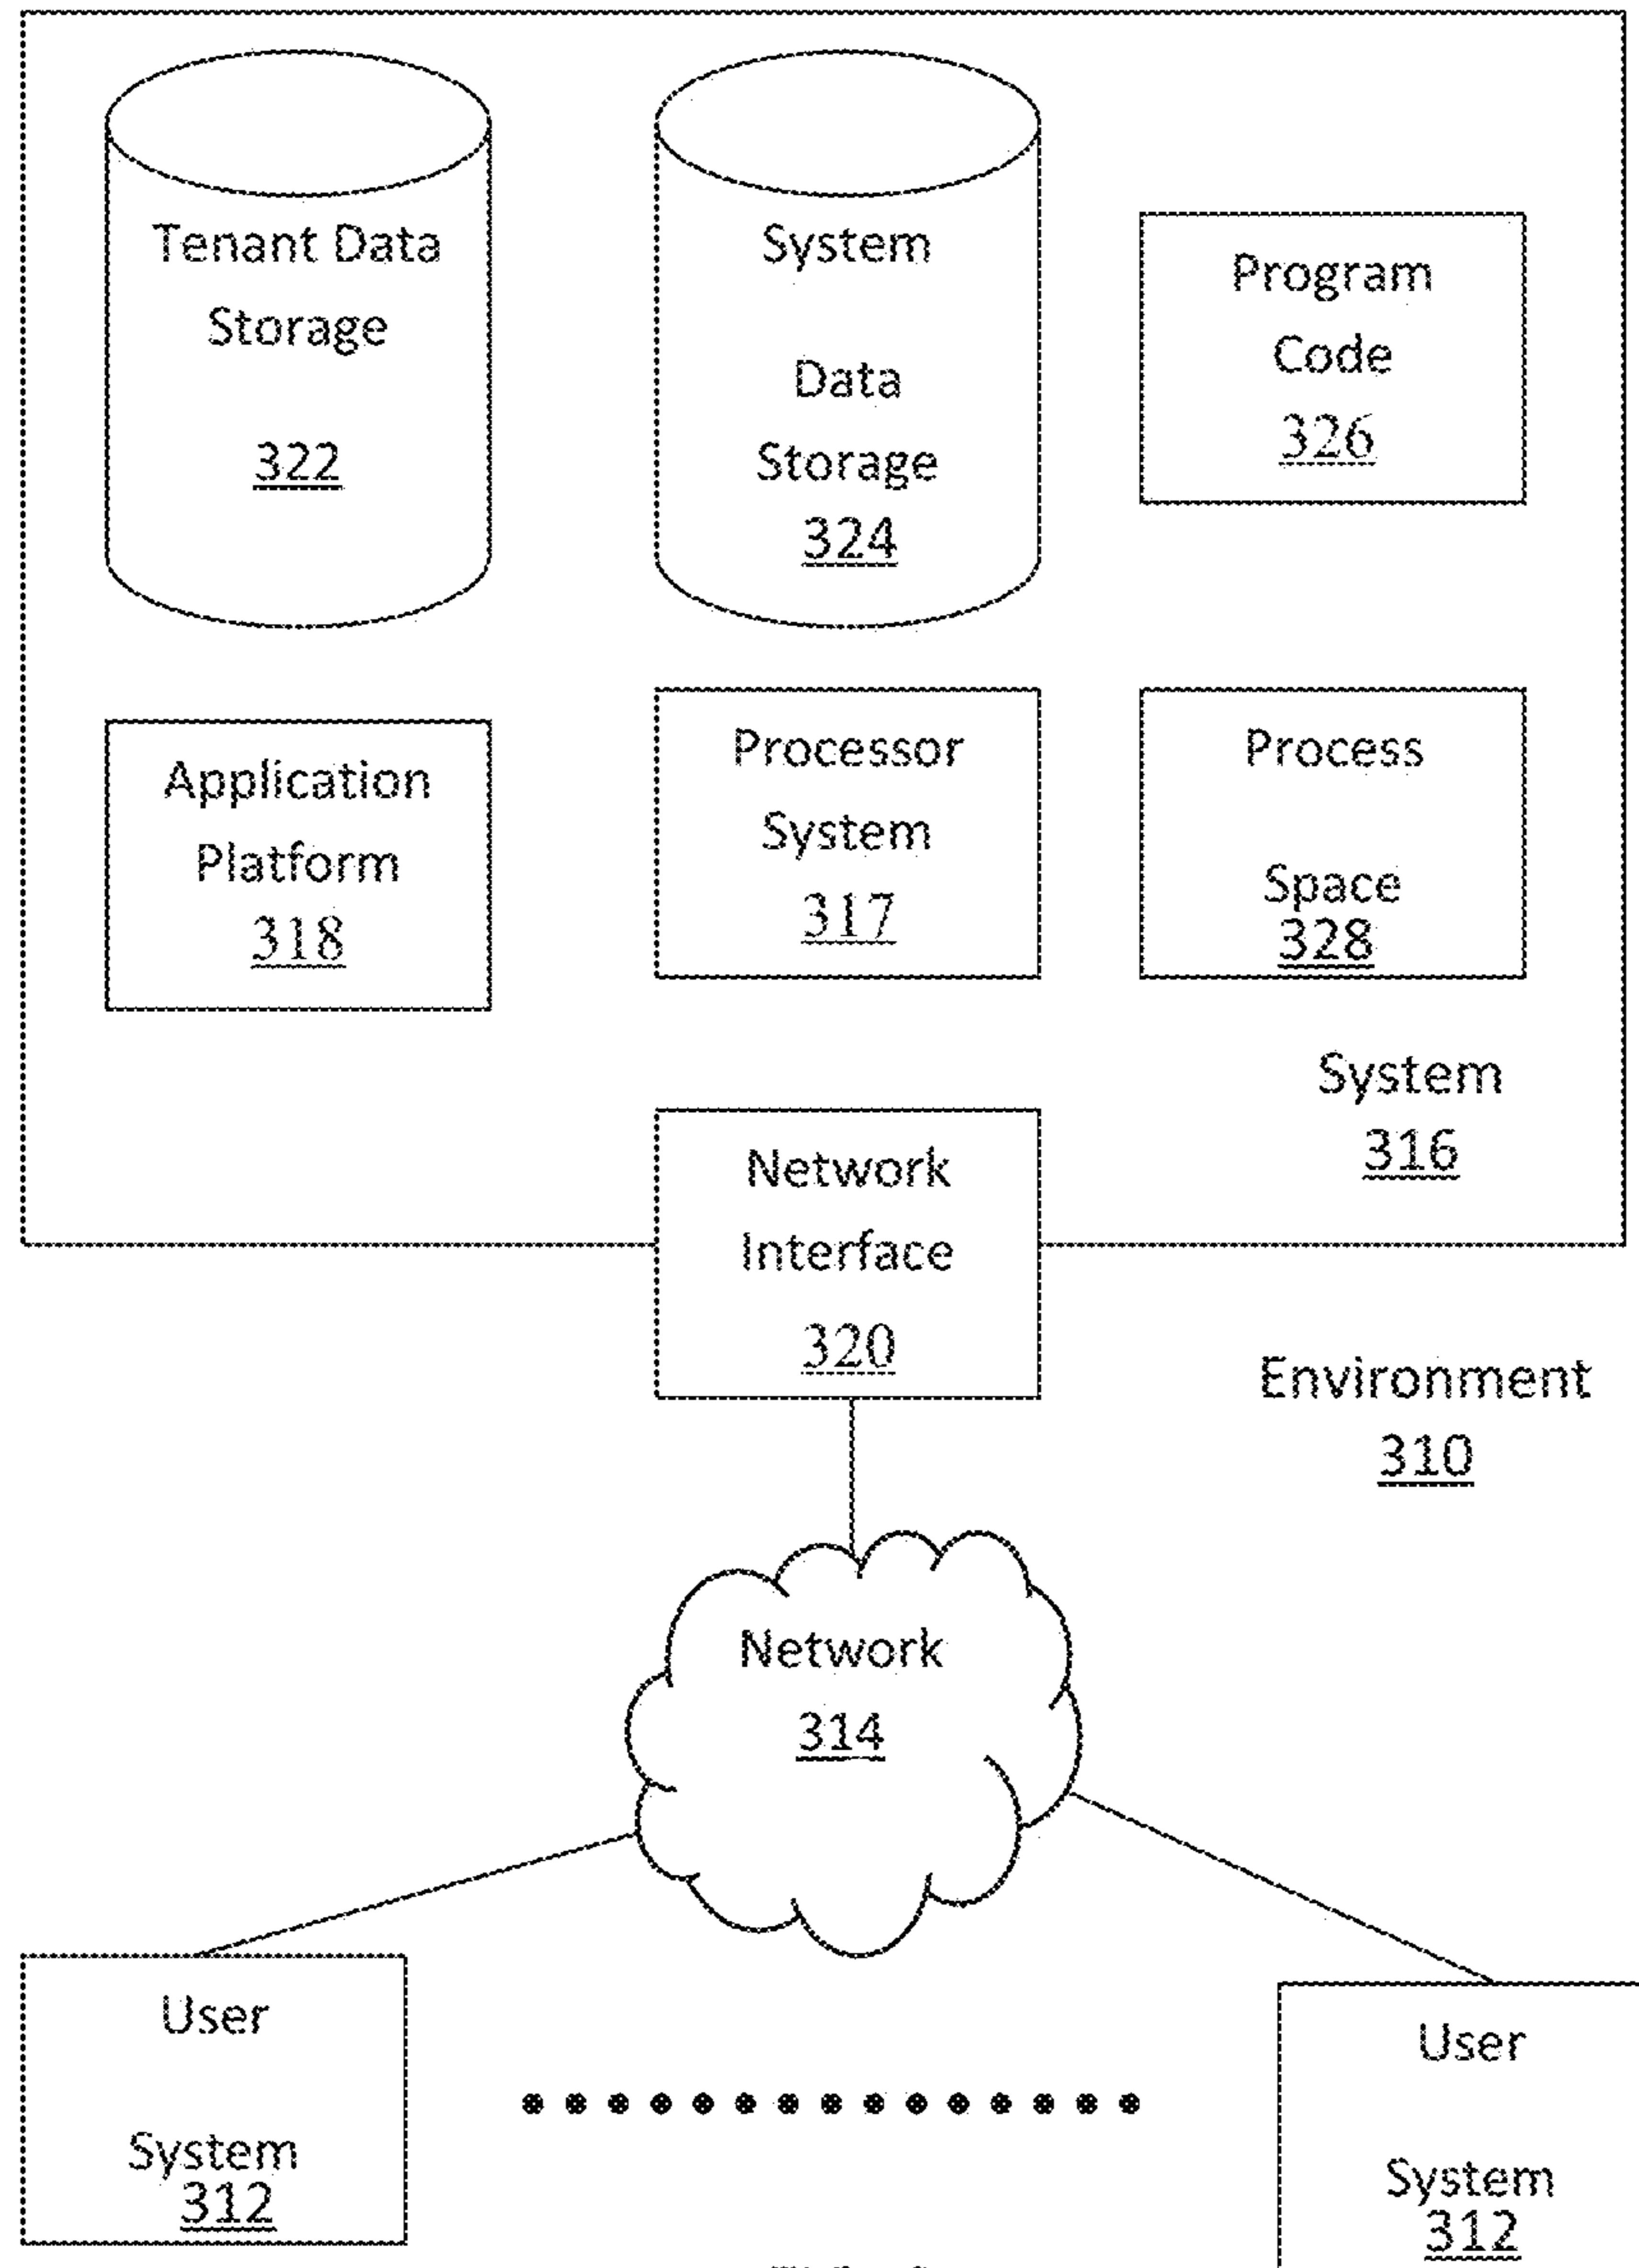 Tenant Data
Storage
322
System
Data
Storage
324
Program
Code
326
Application
Platform
318
Processor
System
317
Process
Space
328
System
316
Network
Interface
320
Environment
310
Network
314
User
System
312
User
System
312